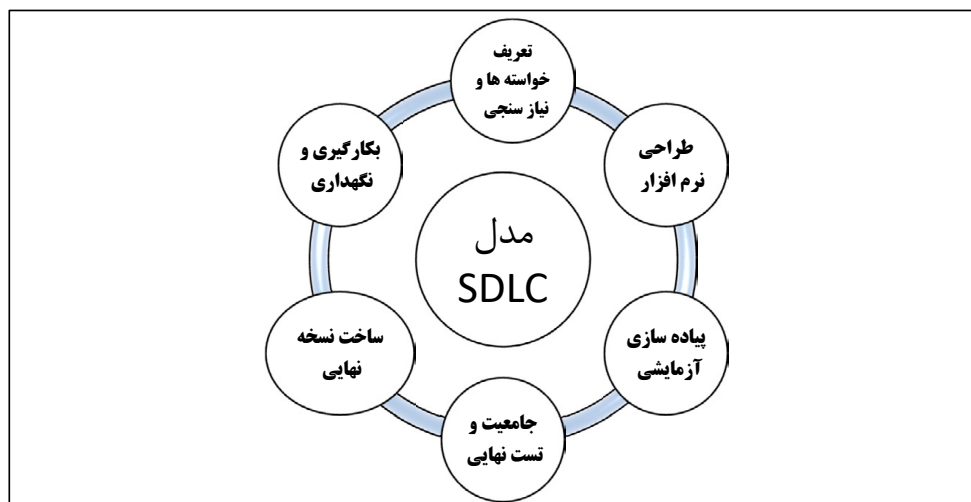 تعریف
خواسته ها و
نیاز سنجی
طراحی
نرم افزار
پیاده سازی
آزمایشی
جامعیت و
تست نهایی
ساخت نسخه
نهایی
بکارگیری و
نگهداری
مدل
SDLC